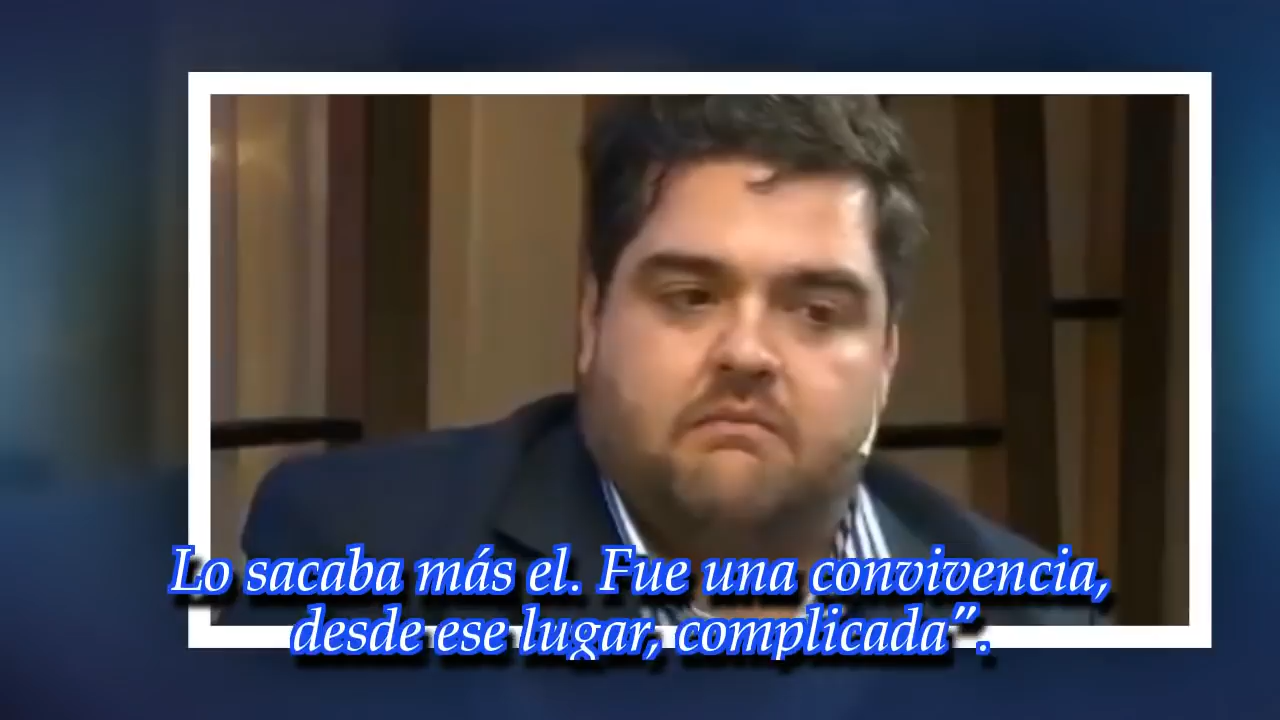 Lo sacaba más el. Fue una convivencia,
desde ese lugar, complicada”.